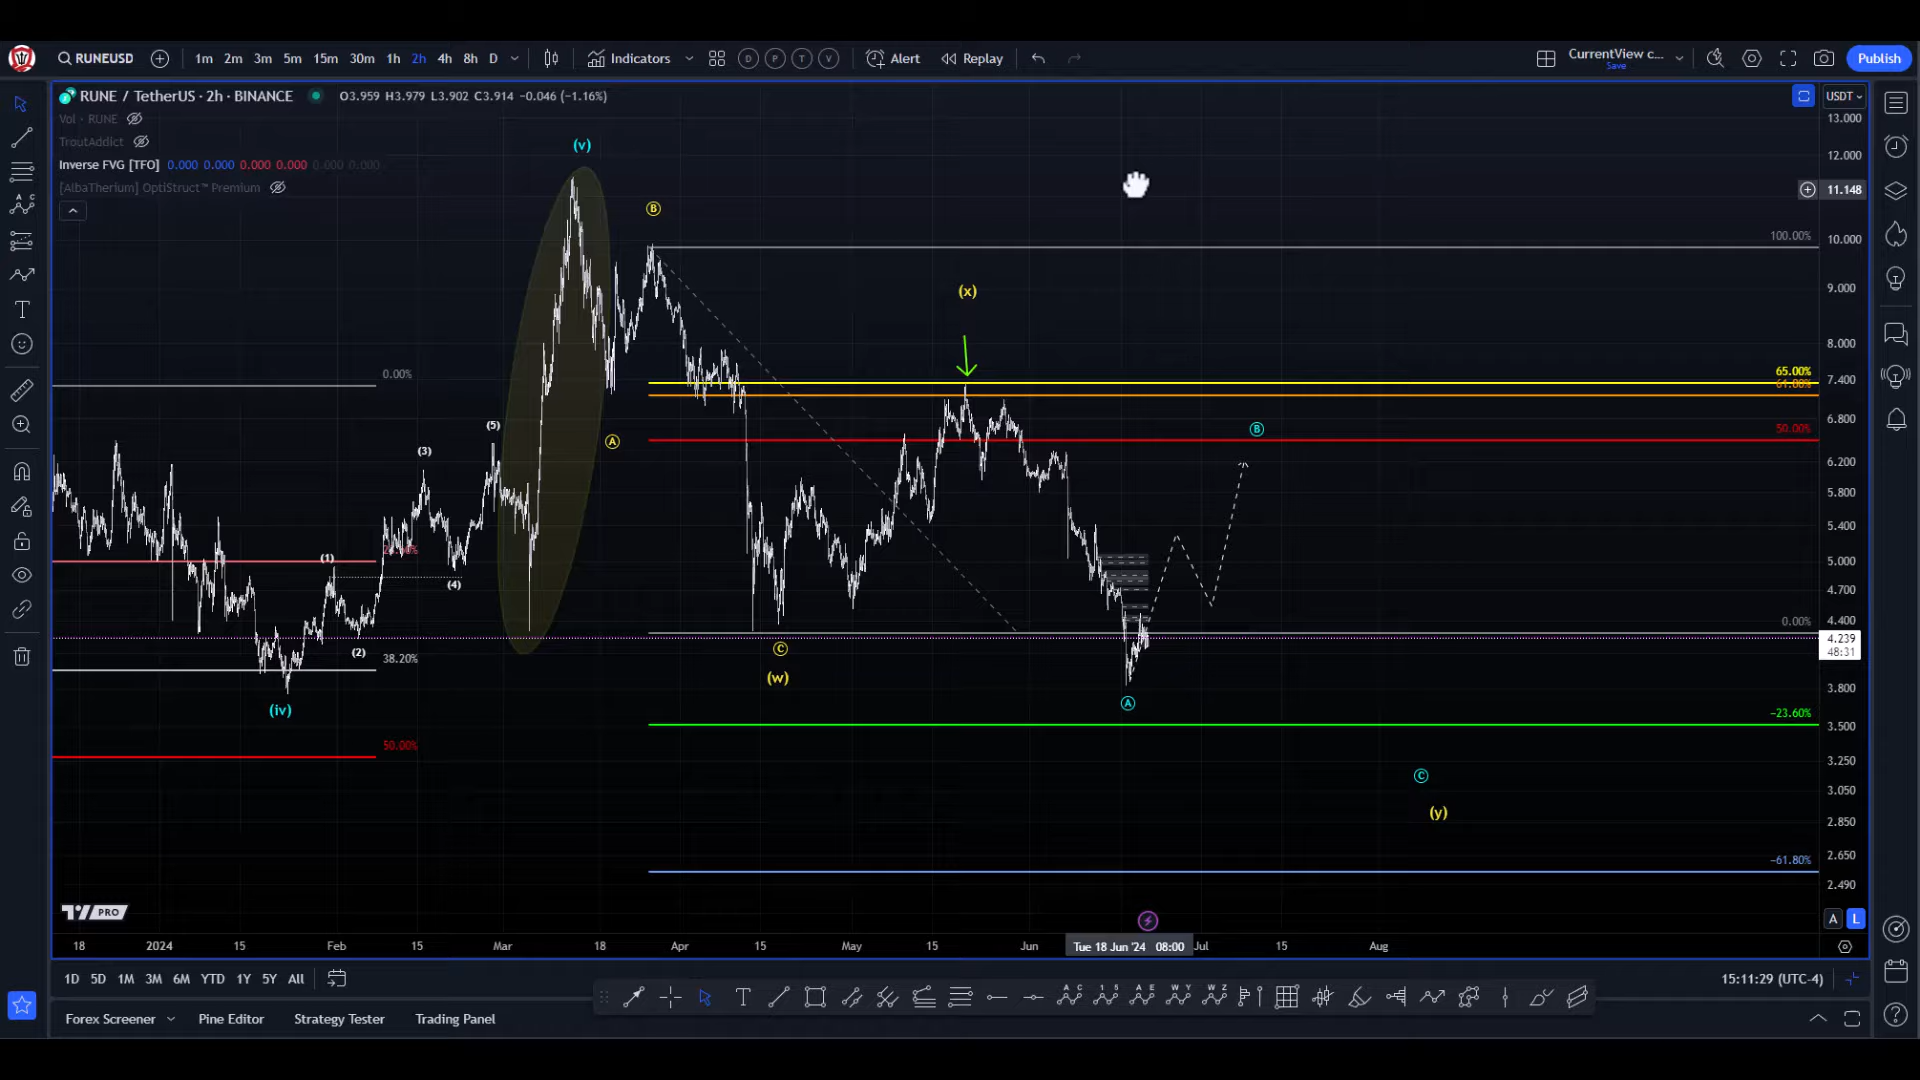 RUNEUSD 1m 2m 3m 5m 15m 30m 1h 2h 4h 8h D Indicators D P T V Alert Replay CurrentView c... Publish
Save
RUNE / TetherUS · 2h · BINANCE O3.959 H3.979 L3.902 C3.914 -0.046 (-1.16%) USDT
Vol · RUNE
TroutAddict
Inverse FVG [TFO] 0.000 0.000 0.000 0.000 0.000 0.000
[AlbaTherium] OptiStruct™ Premium
13.000
(v)
12.000
11.148
B
100.00%
10.000
(x)
9.000
8.000
0.00%
65.00%
61.80%
7.400
(3)
(5)
A
6.800
B
50.00%
6.200
5.800
5.400
(1)
5.000
(4)
4.700
4.400
0.00%
4.239
48:31
(2)
38.20%
C
(w)
3.800
(iv)
A
-23.60%
3.500
50.00%
3.250
C
3.050
(y)
2.850
2.650
-61.80%
2.490
PRO
A L
18 2024 15 Feb 15 Mar 18 Apr 15 May 15 Jun Tue 18 Jun '24 08:00 Jul 15 Aug
1D 5D 1M 3M 6M YTD 1Y 5Y All 15:11:29 (UTC-4)
Forex Screener Pine Editor Strategy Tester Trading Panel